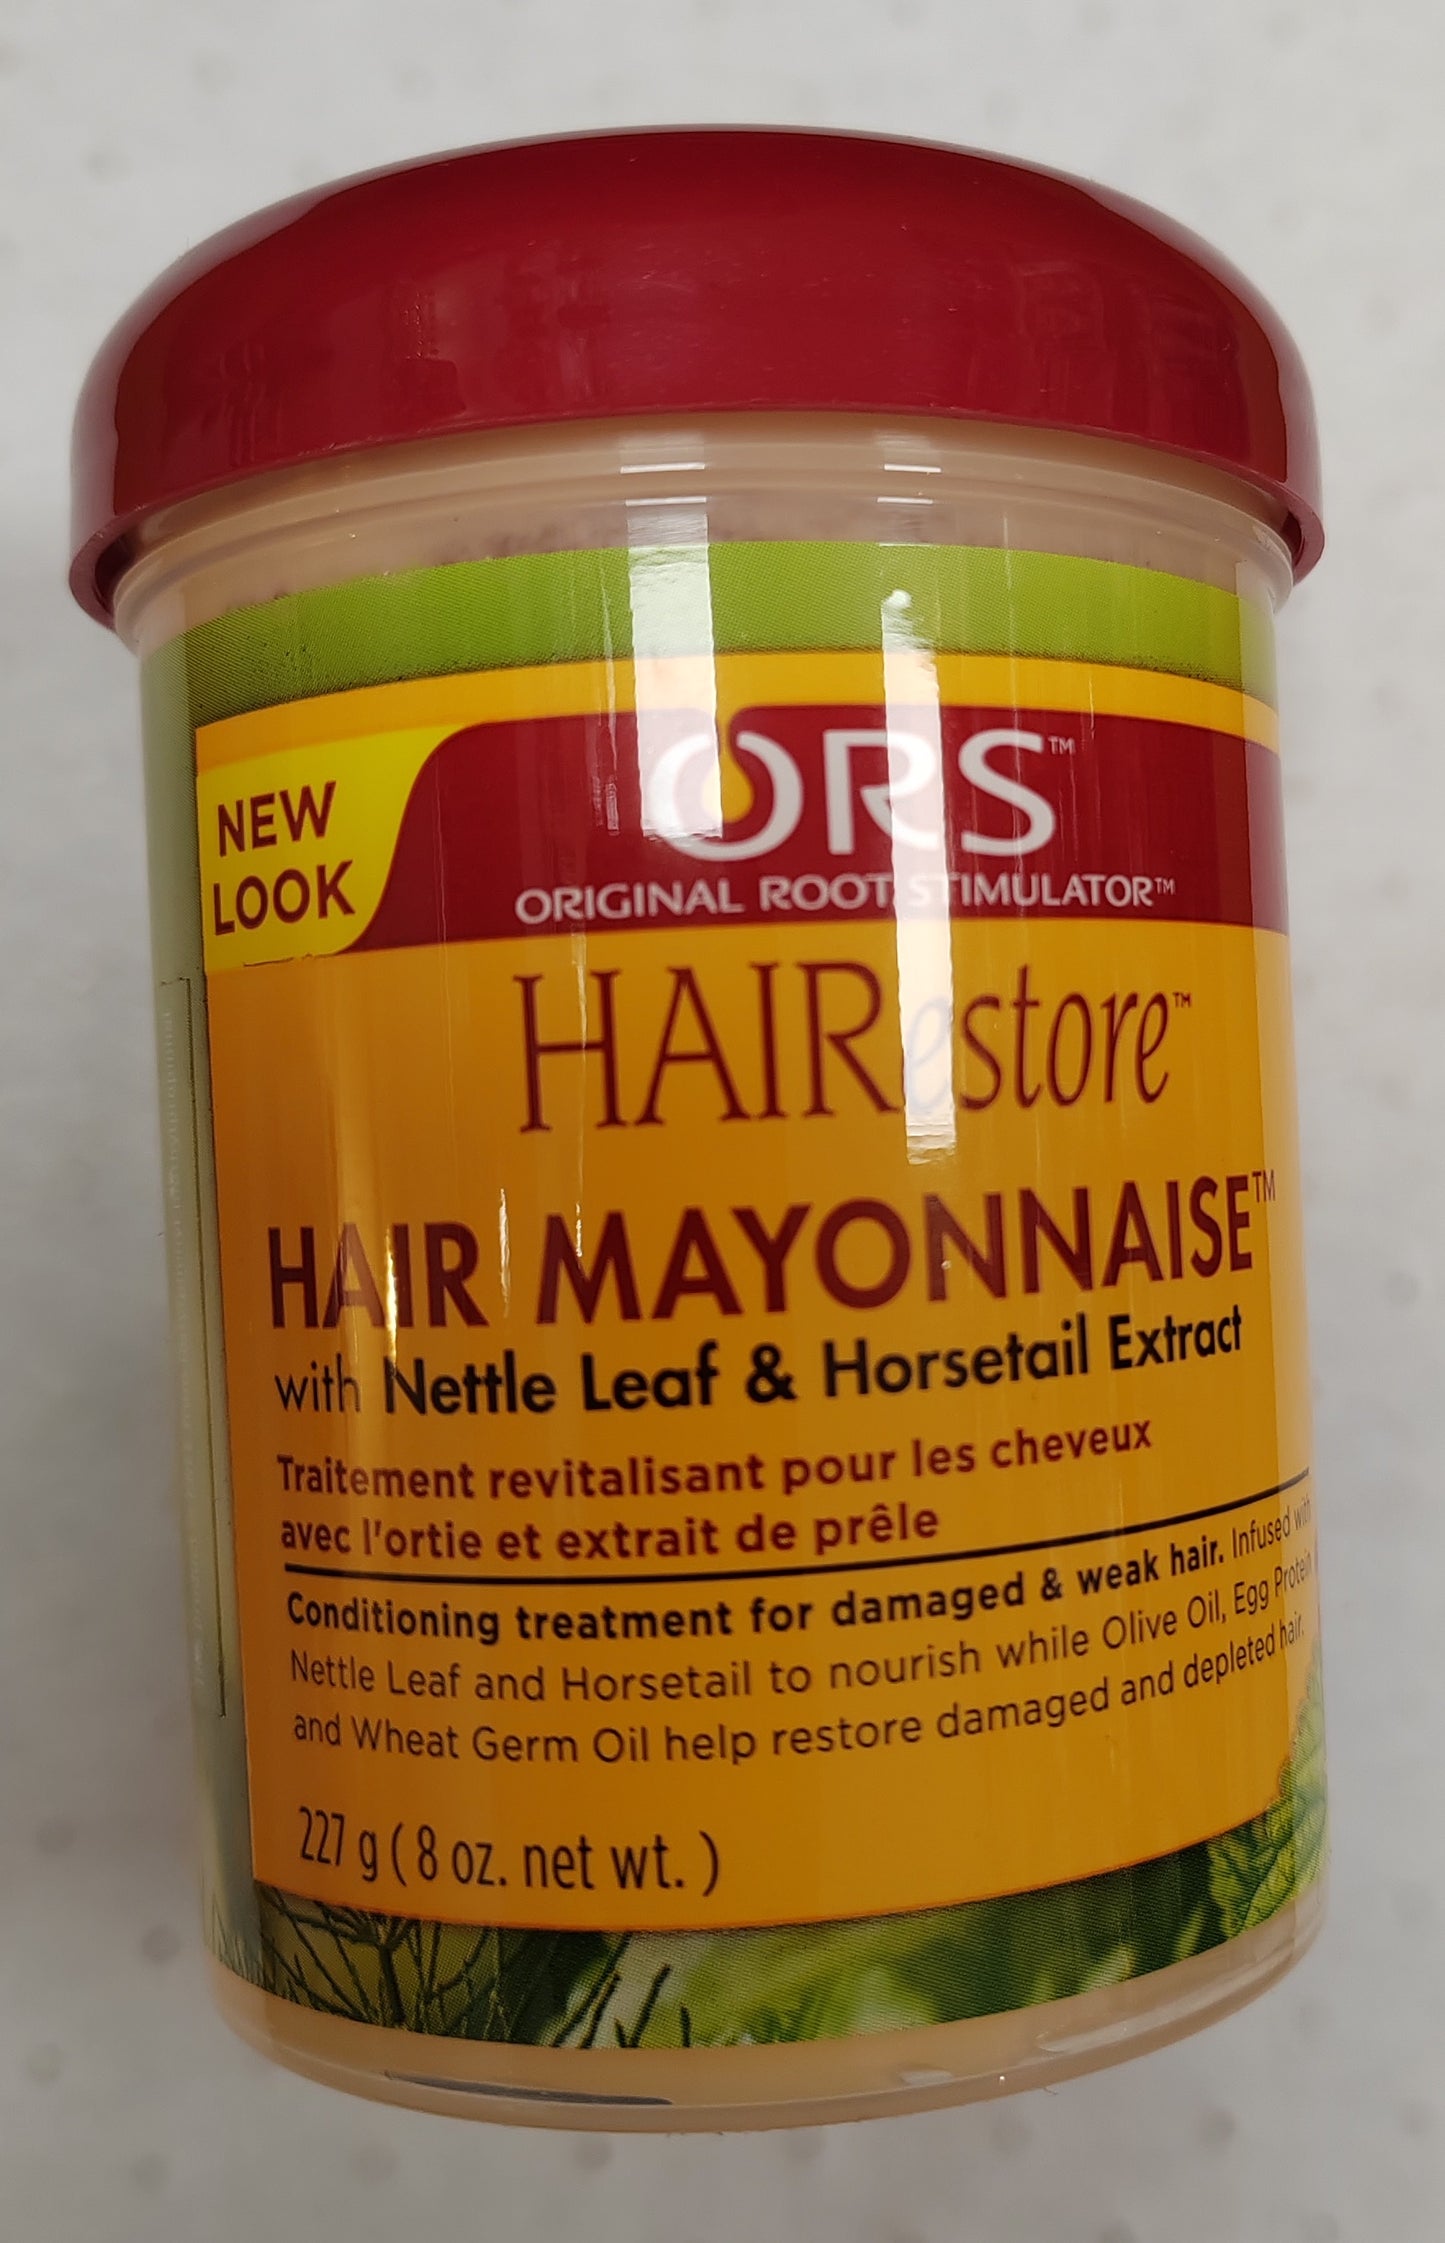 NEW
LOOK
ORS™
ORIGINAL ROOT STIMULATOR™
HAIRestore™
HAIR MAYONNAISE™
with Nettle Leaf & Horsetail Extract
Traitement revitalisant pour les cheveux
avec l'ortie et extrait de prêle
Conditioning treatment for damaged & weak hair. Infused with
Nettle Leaf and Horsetail to nourish while Olive Oil, Egg Protein
and Wheat Germ Oil help restore damaged and depleted hair.
227 g ( 8 oz. net wt. )